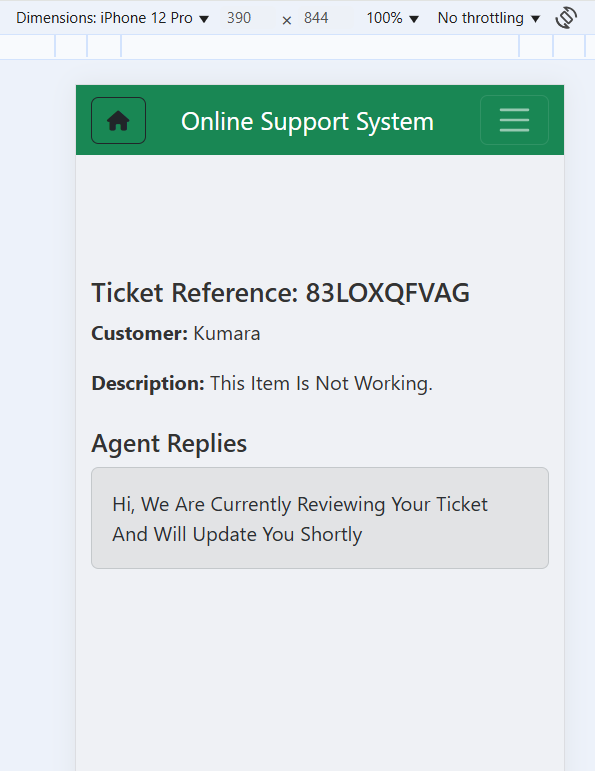 Dimensions: iPhone 12 Pro ▼ 390 × 844 100% ▼ No throttling ▼
Online Support System
Ticket Reference: 83LOXQFVAG
Customer: Kumara
Description: This Item Is Not Working.
Agent Replies
Hi, We Are Currently Reviewing Your Ticket
And Will Update You Shortly